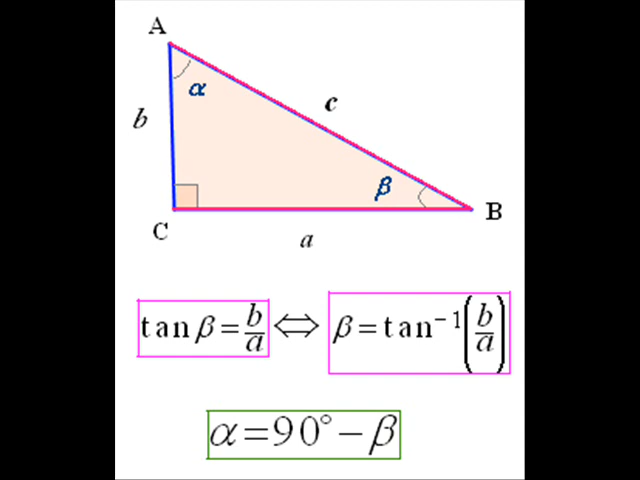 A
α
b
c
β
B
C
a
tan β = b/a ⇔ β = tan⁻¹(b/a)
α = 90° − β